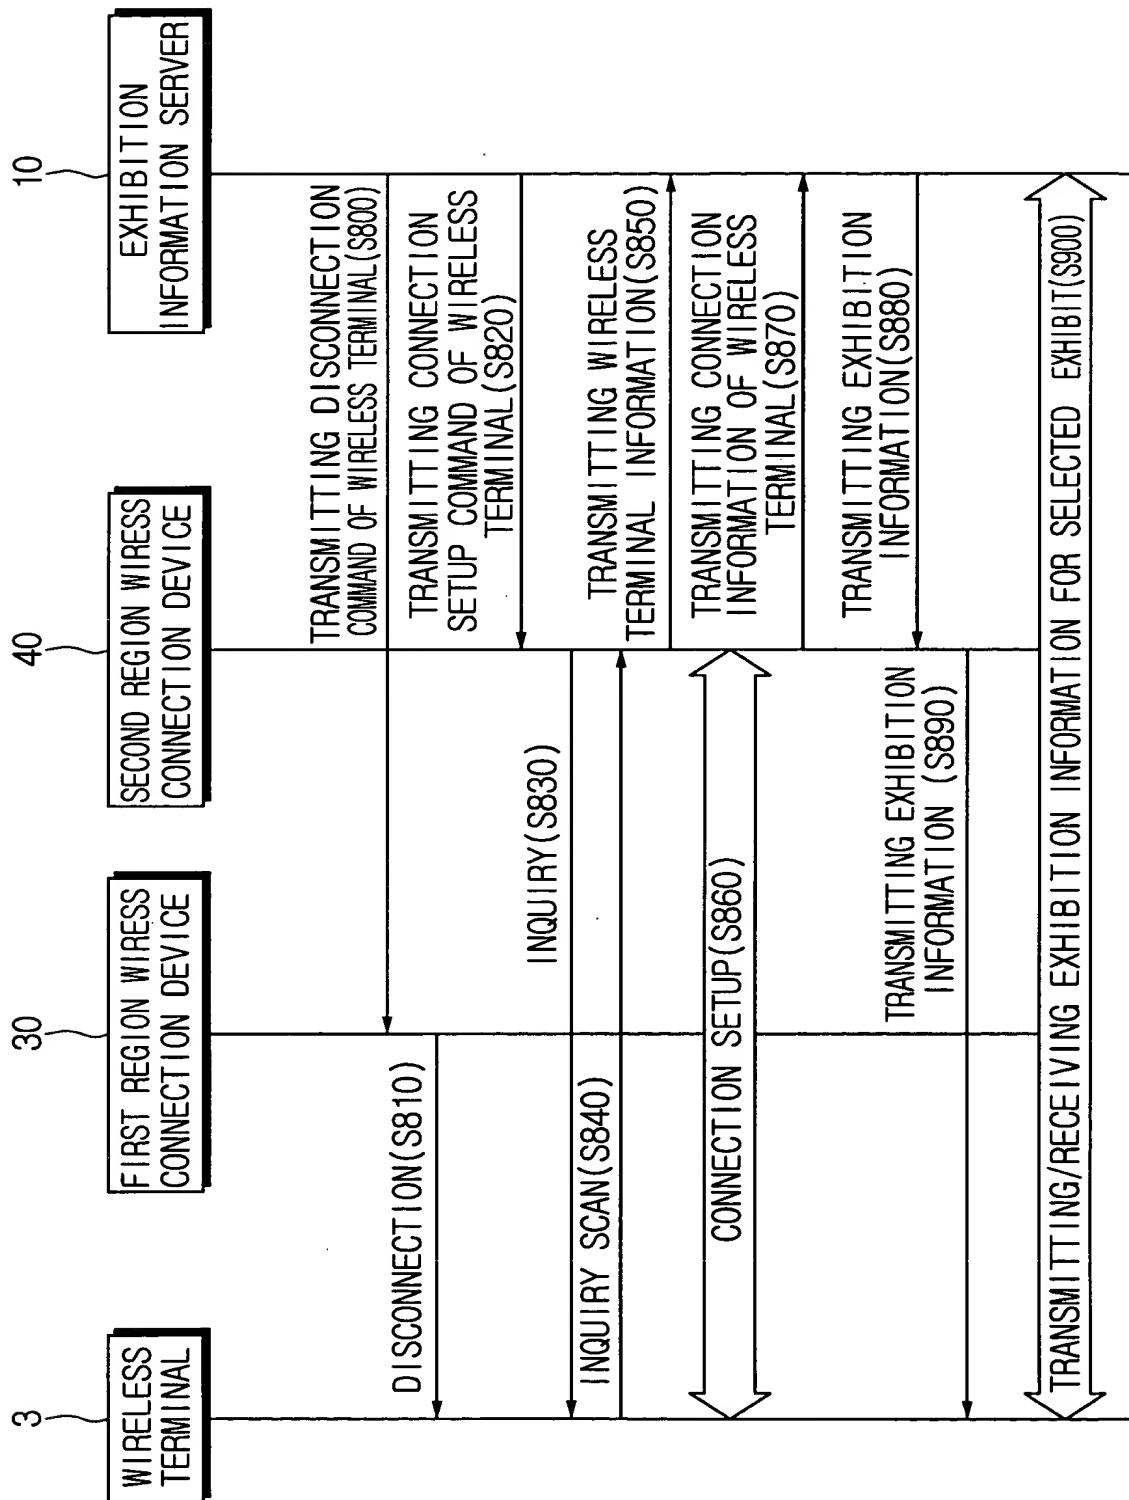 3
WIRELESS
TERMINAL
30
FIRST REGION WIRESS
CONNECTION DEVICE
40
SECOND REGION WIRESS
CONNECTION DEVICE
10
EXHIBITION
INFORMATION SERVER
TRANSMITTING DISCONNECTION
COMMAND OF WIRELESS TERMINAL(S800)
DISCONNECTION(S810)
TRANSMITTING CONNECTION
SETUP COMMAND OF WIRELESS
TERMINAL(S820)
INQUIRY(S830)
INQUIRY SCAN(S840)
TRANSMITTING WIRELESS
TERMINAL INFORMATION(S850)
CONNECTION SETUP(S860)
TRANSMITTING CONNECTION
INFORMATION OF WIRELESS
TERMINAL(S870)
TRANSMITTING EXHIBITION
INFORMATION(S880)
TRANSMITTING EXHIBITION
INFORMATION (S890)
TRANSMITTING/RECEIVING EXHIBITION INFORMATION FOR SELECTED EXHIBIT(S900)